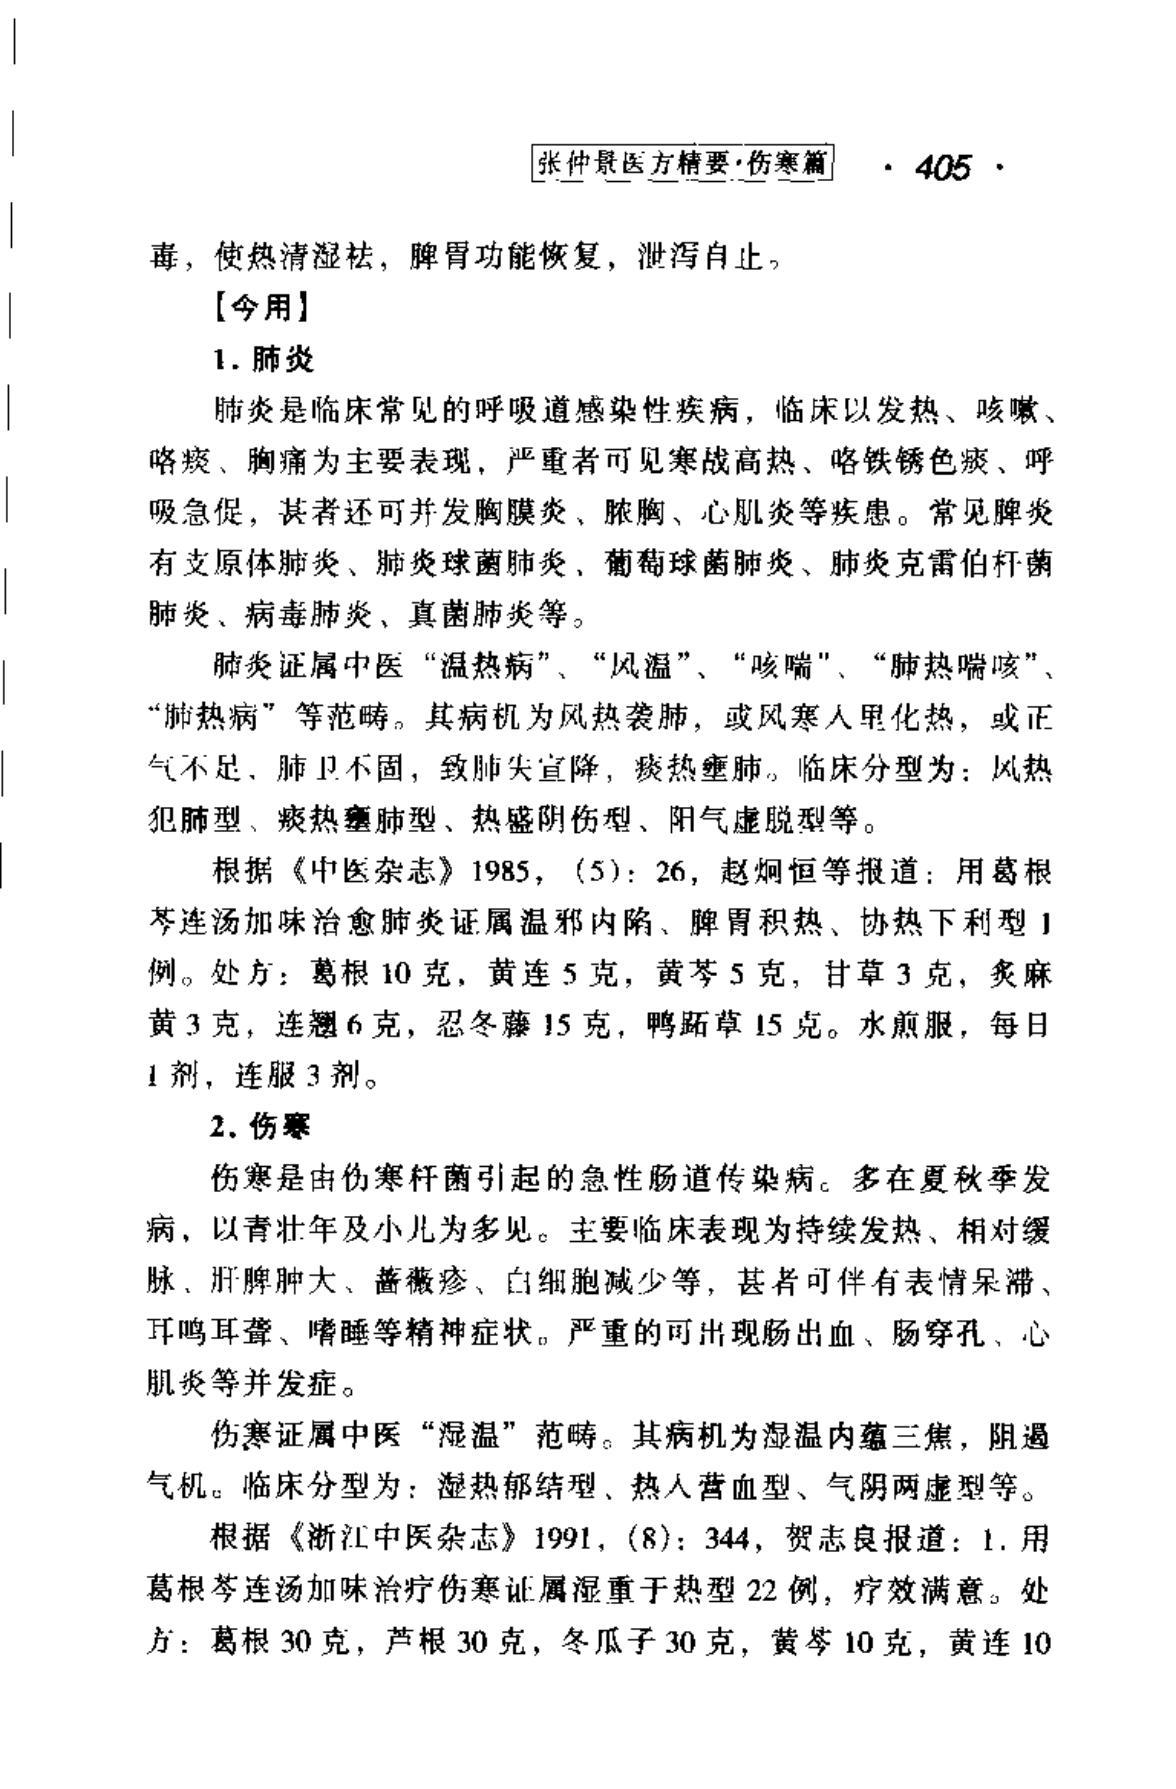 张仲景医方精要·伤寒篇 · 405 ·
毒，使热清湿祛，脾胃功能恢复，泄泻自止。
【今用】
1. 肺炎
肺炎是临床常见的呼吸道感染性疾病，临床以发热、咳嗽、
咯痰、胸痛为主要表现，严重者可见寒战高热、咯铁锈色痰、呼
吸急促，甚者还可并发胸膜炎、脓胸、心肌炎等疾患。常见脾炎
有支原体肺炎、肺炎球菌肺炎、葡萄球菌肺炎、肺炎克雷伯杆菌
肺炎、病毒肺炎、真菌肺炎等。
肺炎证属中医“温热病”、“风温”、“咳喘”、“肺热喘咳”、
“肺热病”等范畴。其病机为风热袭肺，或风寒入里化热，或正
气不足、肺卫不固，致肺失宣降，痰热壅肺。临床分型为：风热
犯肺型、痰热壅肺型、热盛阴伤型、阳气虚脱型等。
根据《中医杂志》1985，（5）：26，赵炯恒等报道：用葛根
芩连汤加味治愈肺炎证属温邪内陷、脾胃积热、协热下利型 1
例。处方：葛根 10 克，黄连 5 克，黄芩 5 克，甘草 3 克，炙麻
黄 3 克，连翘 6 克，忍冬藤 15 克，鸭跖草 15 克。水煎服，每日
1 剂，连服 3 剂。
2. 伤寒
伤寒是由伤寒杆菌引起的急性肠道传染病。多在夏秋季发
病，以青壮年及小儿为多见。主要临床表现为持续发热、相对缓
脉、肝脾肿大、蔷薇疹、白细胞减少等，甚者可伴有表情呆滞、
耳鸣耳聋、嗜睡等精神症状。严重的可出现肠出血、肠穿孔、心
肌炎等并发症。
伤寒证属中医“湿温”范畴。其病机为湿温内蕴三焦，阻遏
气机。临床分型为：湿热郁结型、热入营血型、气阴两虚型等。
根据《浙江中医杂志》1991，（8）：344，贺志良报道：1. 用
葛根芩连汤加味治疗伤寒证属湿重于热型 22 例，疗效满意。处
方：葛根 30 克，芦根 30 克，冬瓜子 30 克，黄芩 10 克，黄连 10